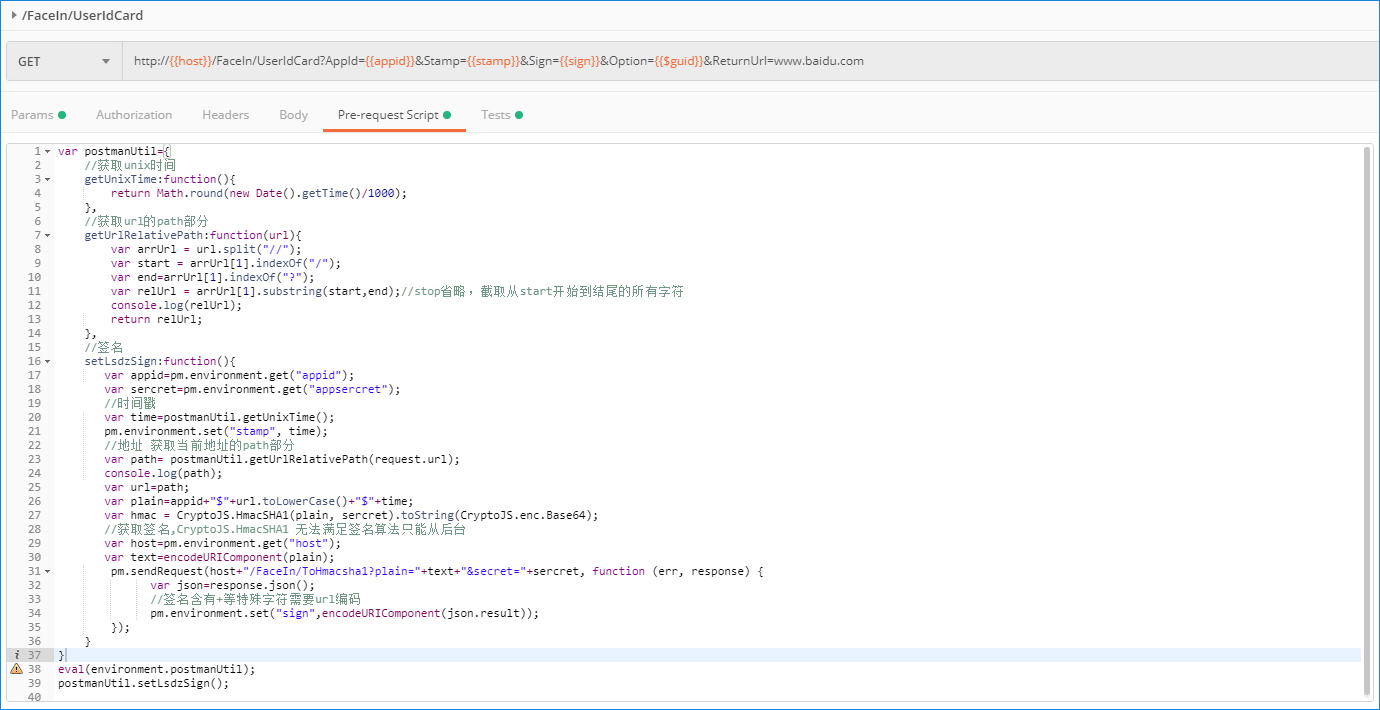 /FaceIn/UserIdCard
GET http://{{host}}/FaceIn/UserIdCard?AppId={{appid}}&Stamp={{stamp}}&Sign={{sign}}&Option={{$guid}}&ReturnUrl=www.baidu.com
Params Authorization Headers Body Pre-request Script Tests
1 var postmanUtil={
2 //获取unix时间
3 getUnixTime:function(){
4 return Math.round(new Date().getTime()/1000);
5 },
6 //获取url的path部分
7 getUrlRelativePath:function(url){
8 var arrUrl = url.split("//");
9 var start = arrUrl[1].indexOf("/");
10 var end=arrUrl[1].indexOf("?");
11 var relUrl = arrUrl[1].substring(start,end);//stop省略，截取从start开始到结尾的所有字符
12 console.log(relUrl);
13 return relUrl;
14 },
15 //签名
16 setLsdzSign:function(){
17 var appid=pm.environment.get("appid");
18 var sercret=pm.environment.get("appsercret");
19 //时间戳
20 var time=postmanUtil.getUnixTime();
21 pm.environment.set("stamp", time);
22 //地址 获取当前地址的path部分
23 var path= postmanUtil.getUrlRelativePath(request.url);
24 console.log(path);
25 var url=path;
26 var plain=appid+"$"+url.toLowerCase()+"$"+time;
27 var hmac = CryptoJS.HmacSHA1(plain, sercret).toString(CryptoJS.enc.Base64);
28 //获取签名,CryptoJS.HmacSHA1 无法满足签名算法只能从后台
29 var host=pm.environment.get("host");
30 var text=encodeURIComponent(plain);
31 pm.sendRequest(host+"/FaceIn/ToHmacsha1?plain="+text+"&secret="+sercret, function (err, response) {
32 var json=response.json();
33 //签名含有+等特殊字符需要url编码
34 pm.environment.set("sign",encodeURIComponent(json.result));
35 });
36 }
37 }
38 eval(environment.postmanUtil);
39 postmanUtil.setLsdzSign();
40